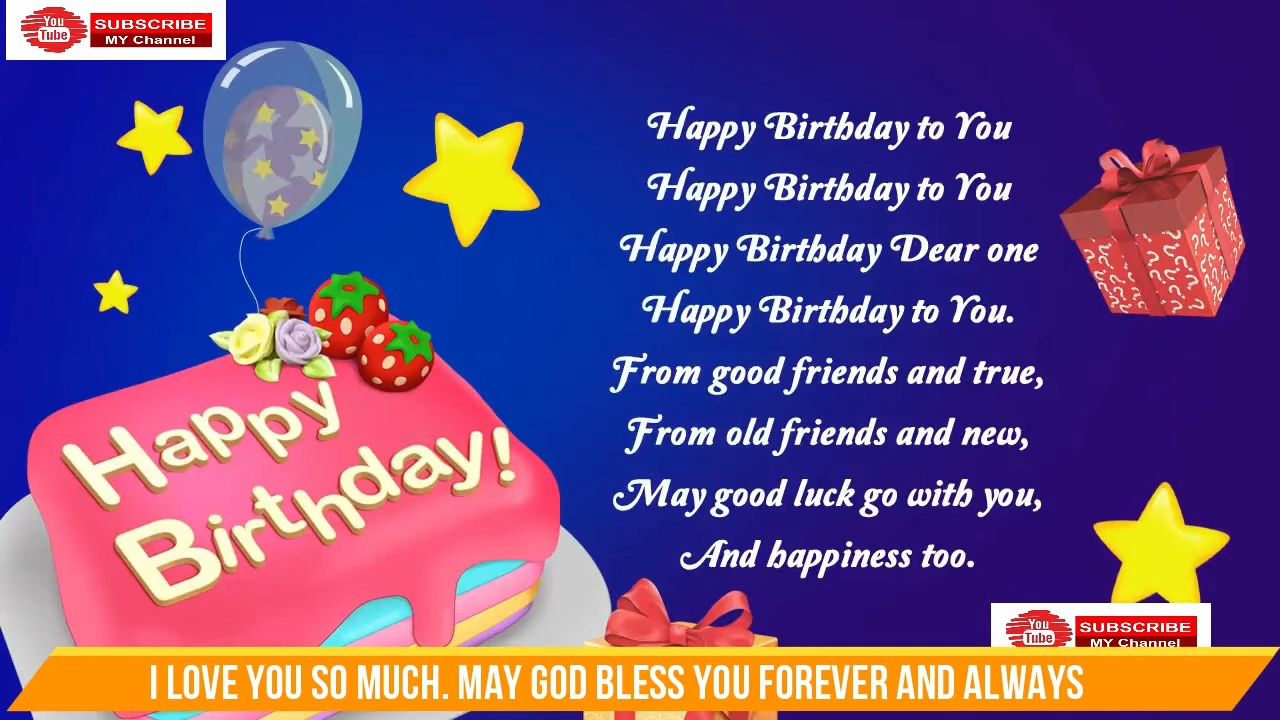 You
Tube
SUBSCRIBE
MY Channel
Happy Birthday to You
Happy Birthday to You
Happy Birthday Dear one
Happy Birthday to You.
From good friends and true,
From old friends and new,
May good luck go with you,
And happiness too.
Happy
Birthday!
You
Tube
SUBSCRIBE
MY Channel
I LOVE YOU SO MUCH. MAY GOD BLESS YOU FOREVER AND ALWAYS